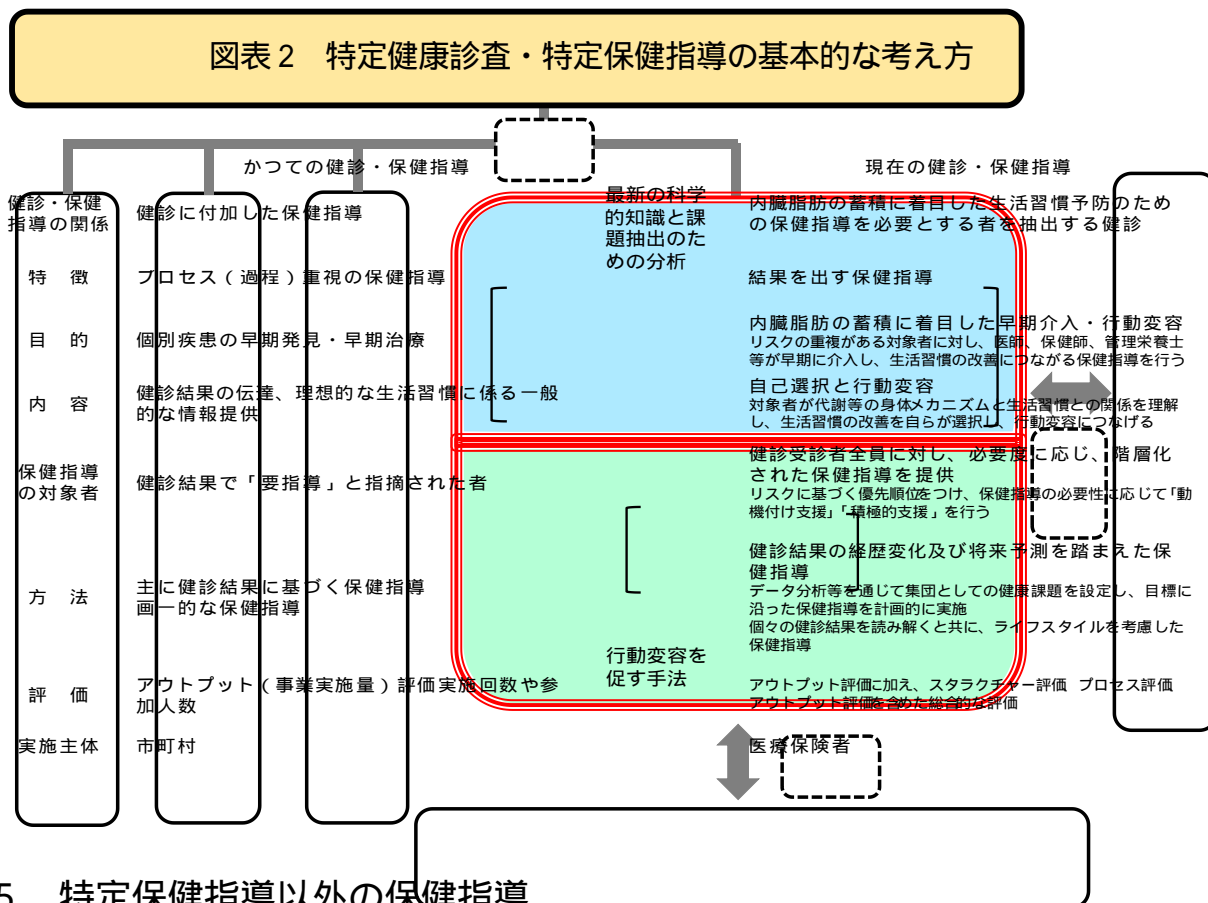 図表2 特定健康診査・特定保健指導の基本的な考え方
かつての健診・保健指導
現在の健診・保健指導
健診・保健
指導の関係
健診に付加した保健指導
最新の科学
的知識と課
題抽出のた
めの分析
内臓脂肪の蓄積に着目した生活習慣予防のため
の保健指導を必要とする者を抽出する健診
特 徴
プロセス(過程)重視の保健指導
結果を出す保健指導
目 的
個別疾患の早期発見・早期治療
内臓脂肪の蓄積に着目した早期介入・行動変容
リスクの重複がある対象者に対し、医師、保健師、管理栄養士
等が早期に介入し、生活習慣の改善につながる保健指導を行う
内 容
健診結果の伝達、理想的な生活習慣に係る一般
的な情報提供
自己選択と行動変容
対象者が代謝等の身体メカニズムと生活習慣との関係を理解
し、生活習慣の改善を自らが選択し、行動変容につなげる
保健指導
の対象者
健診結果で「要指導」と指摘された者
健診受診者全員に対し、必要度に応じ、階層化
された保健指導を提供
リスクに基づく優先順位をつけ、保健指導の必要性に応じて「動
機付け支援」「積極的支援」を行う
方 法
主に健診結果に基づく保健指導
画一的な保健指導
健診結果の経歴変化及び将来予測を踏まえた保
健指導
データ分析等を通じて集団としての健康課題を設定し、目標に
沿った保健指導を計画的に実施
個々の健診結果を読み解くと共に、ライフスタイルを考慮した
保健指導
行動変容を
促す手法
評 価
アウトプット(事業実施量)評価実施回数や参
加人数
アウトプット評価に加え、スタラクチャー評価 プロセス評価
アウトプット評価を含めた総合的な評価
実施主体
市町村
医療保険者
5 特定保健指導以外の保健指導